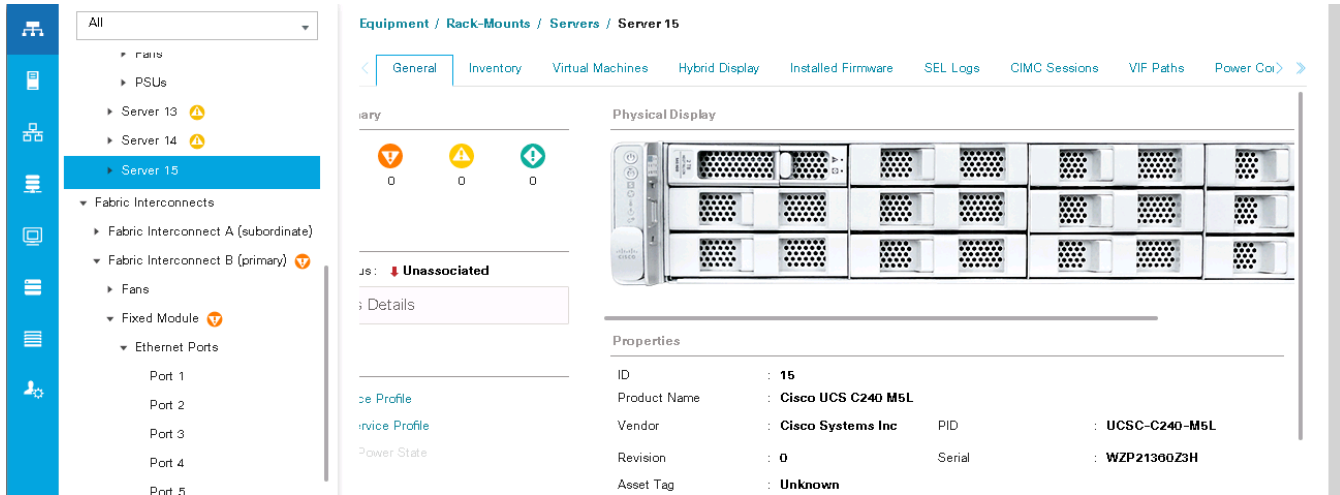 All
Equipment / Rack-Mounts / Servers / Server 15
Fans
PSUs
Server 13
Server 14
Server 15
Fabric Interconnects
Fabric Interconnect A (subordinate)
Fabric Interconnect B (primary)
Fans
Fixed Module
Ethernet Ports
Port 1
Port 2
Port 3
Port 4
Port 5
General Inventory Virtual Machines Hybrid Display Installed Firmware SEL Logs CIMC Sessions VIF Paths Power Co
ary
Physical Display
0 0 0
us: Unassociated
s Details
ce Profile
ervice Profile
Power State
Properties
ID : 15
Product Name : Cisco UCS C240 M5L
Vendor : Cisco Systems Inc PID : UCSC-C240-M5L
Revision : 0 Serial : WZP21360Z3H
Asset Tag : Unknown